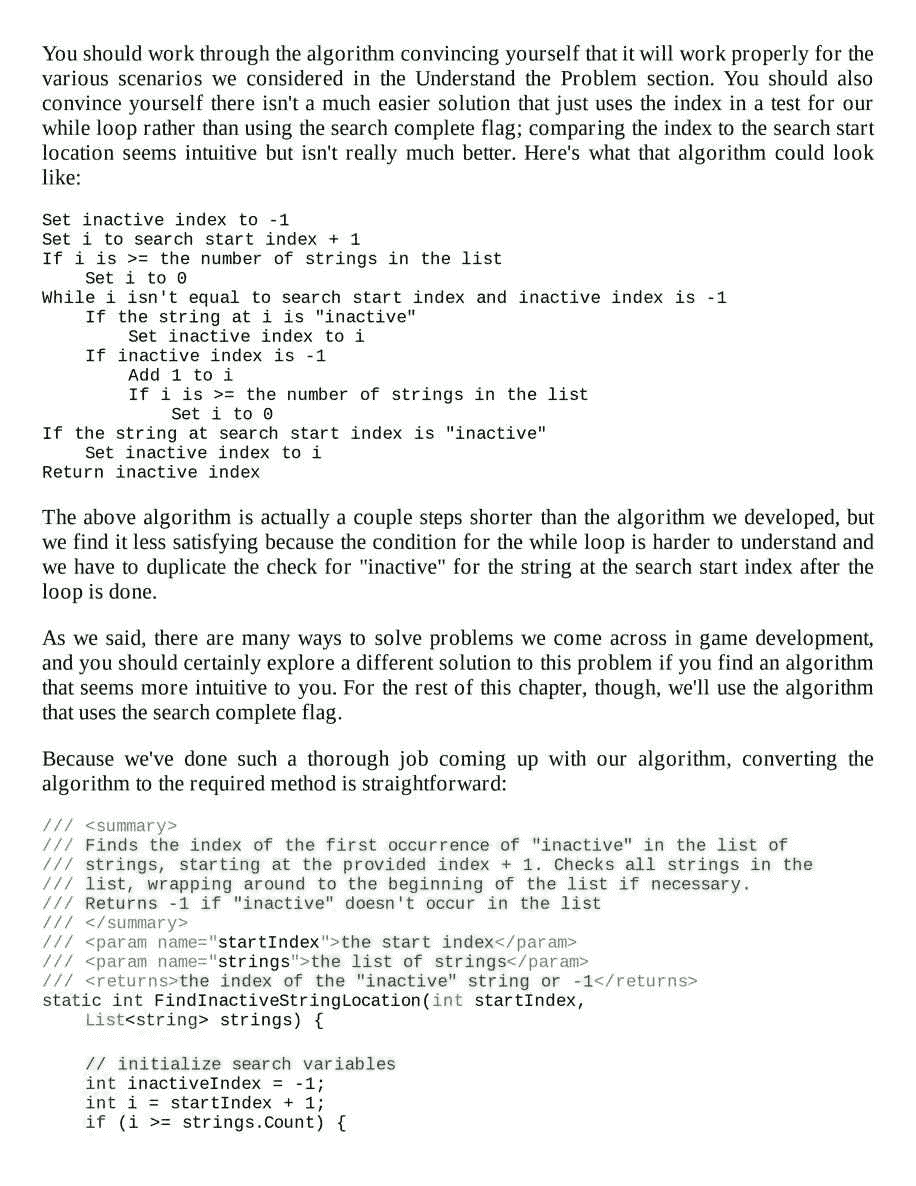 You should work through the algorithm convincing yourself that it will work properly for the
various scenarios we considered in the Understand the Problem section. You should also
convince yourself there isn't a much easier solution that just uses the index in a test for our
while loop rather than using the search complete flag; comparing the index to the search start
location seems intuitive but isn't really much better. Here's what that algorithm could look
like:
Set inactive index to -1
Set i to search start index + 1
If i is >= the number of strings in the list
    Set i to 0
While i isn't equal to search start index and inactive index is -1
    If the string at i is "inactive"
        Set inactive index to i
    If inactive index is -1
        Add 1 to i
        If i is >= the number of strings in the list
            Set i to 0
If the string at search start index is "inactive"
    Set inactive index to i
Return inactive index
The above algorithm is actually a couple steps shorter than the algorithm we developed, but
we find it less satisfying because the condition for the while loop is harder to understand and
we have to duplicate the check for "inactive" for the string at the search start index after the
loop is done.
As we said, there are many ways to solve problems we come across in game development,
and you should certainly explore a different solution to this problem if you find an algorithm
that seems more intuitive to you. For the rest of this chapter, though, we'll use the algorithm
that uses the search complete flag.
Because we've done such a thorough job coming up with our algorithm, converting the
algorithm to the required method is straightforward:
/// <summary>
/// Finds the index of the first occurrence of "inactive" in the list of
/// strings, starting at the provided index + 1. Checks all strings in the
/// list, wrapping around to the beginning of the list if necessary.
/// Returns -1 if "inactive" doesn't occur in the list
/// </summary>
/// <param name="startIndex">the start index</param>
/// <param name="strings">the list of strings</param>
/// <returns>the index of the "inactive" string or -1</returns>
static int FindInactiveStringLocation(int startIndex,
    List<string> strings) {
    // initialize search variables
    int inactiveIndex = -1;
    int i = startIndex + 1;
    if (i >= strings.Count) {